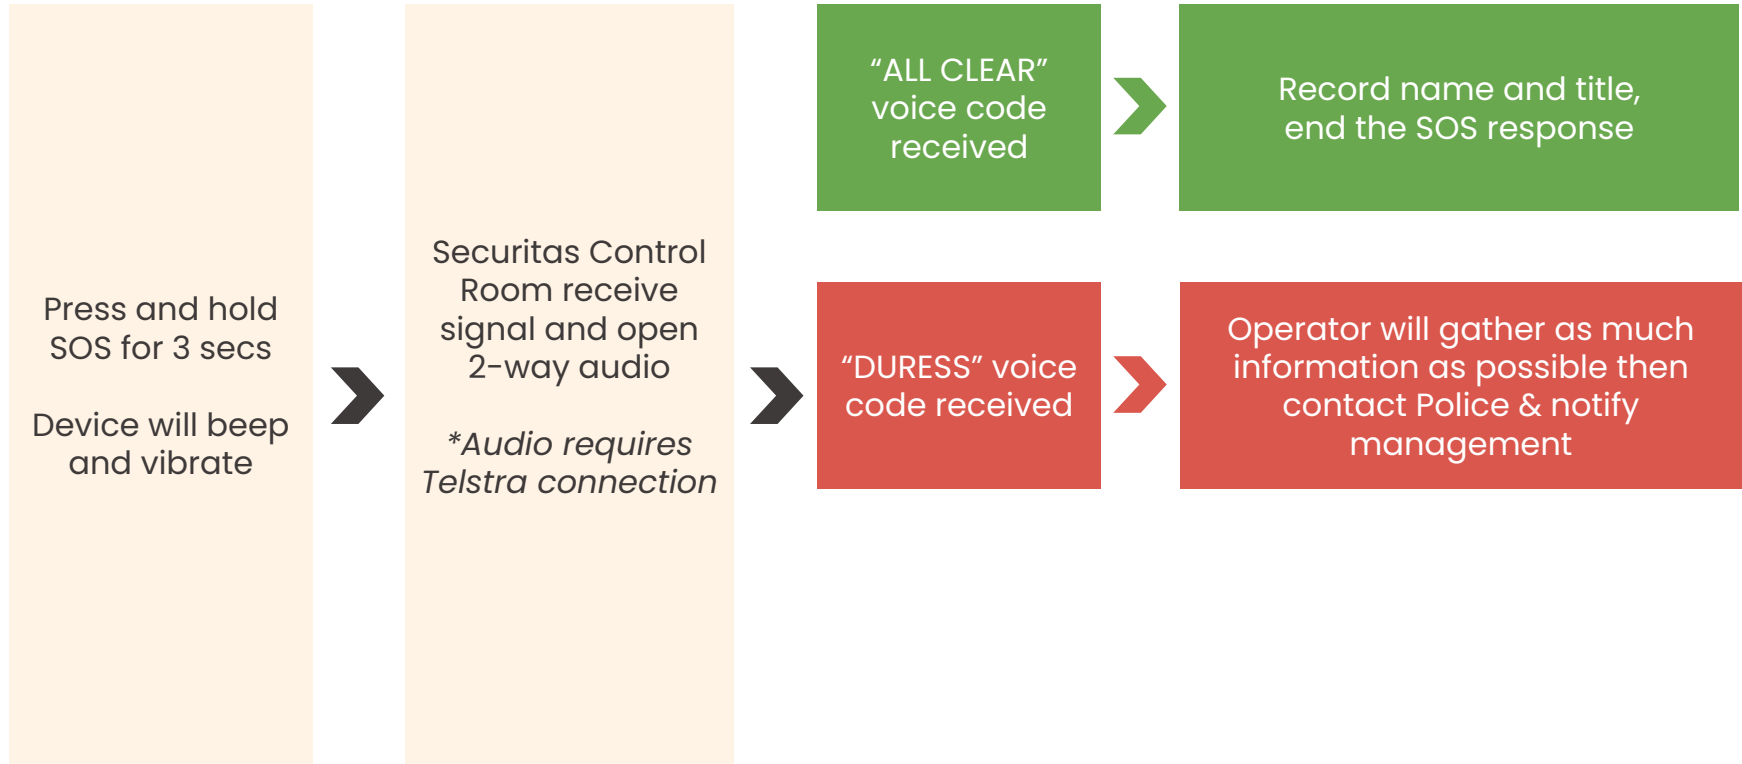 Press and hold
SOS for 3 secs
Device will beep
and vibrate
Securitas Control
Room receive
signal and open
2-way audio
*Audio requires
Telstra connection
“ALL CLEAR”
voice code
received
Record name and title,
end the SOS response
“DURESS” voice
code received
Operator will gather as much
information as possible then
contact Police & notify
management